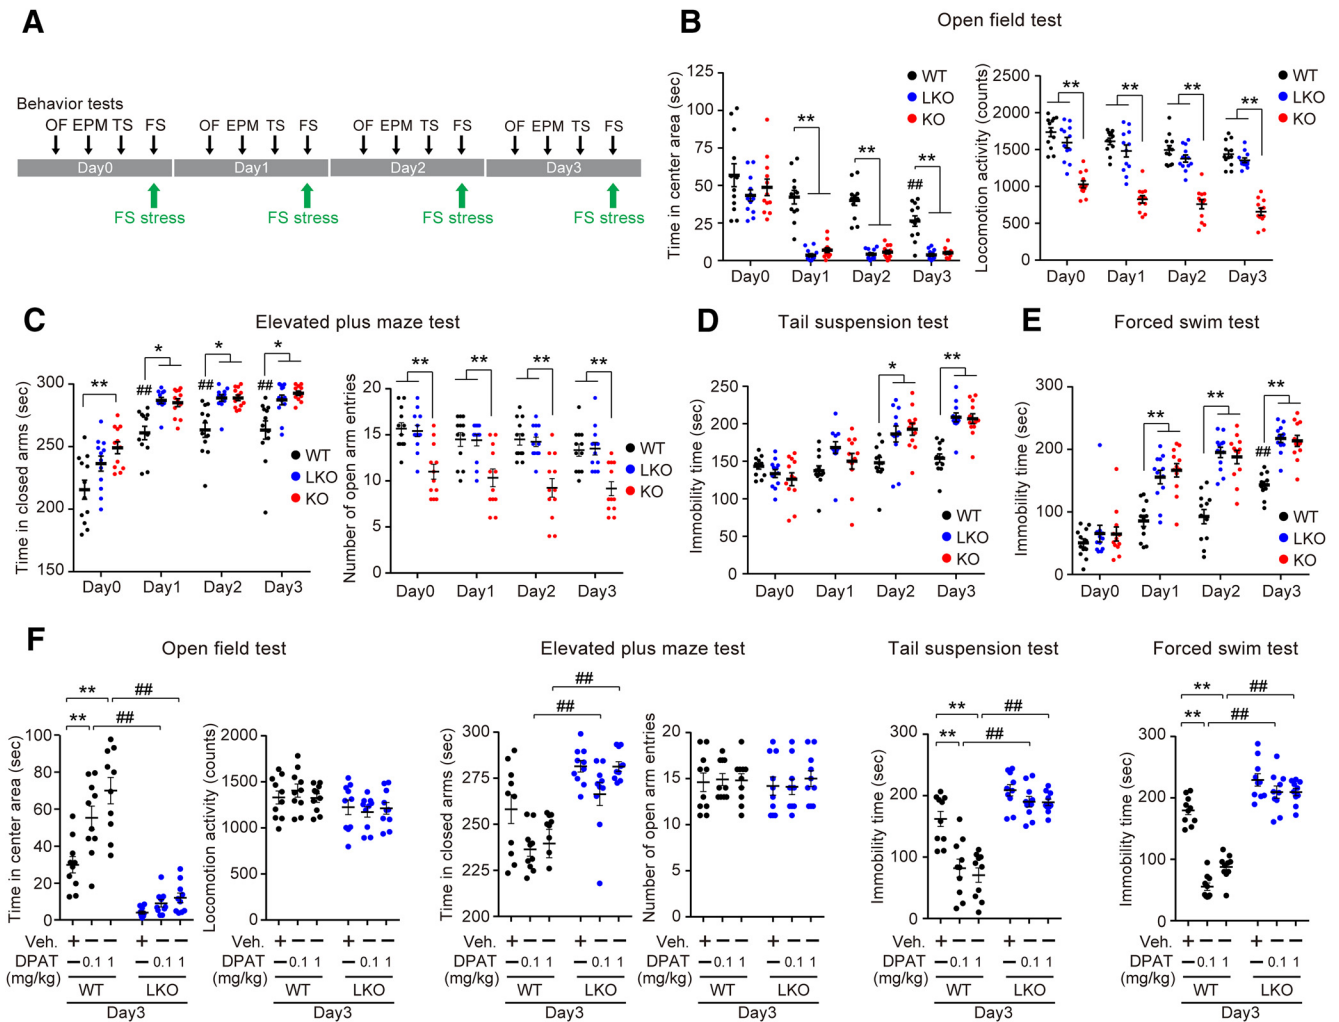 A
Behavior tests
OF EPM TS FS OF EPM TS FS OF EPM TS FS OF EPM TS FS
Day0 Day1 Day2 Day3
FS stress FS stress FS stress FS stress
B
Open field test
Time in center area (sec)
125
100
75
50
25
0
** ** **
##
WT
LKO
KO
Day0 Day1 Day2 Day3
Locomotion activity (counts)
2500
2000
1500
1000
500
0
** ** ** **
WT
LKO
KO
Day0 Day1 Day2 Day3
C
Elevated plus maze test
Time in closed arms (sec)
300
250
200
150
** * * *
## ## ##
WT
LKO
KO
Day0 Day1 Day2 Day3
Number of open arm entries
20
15
10
5
0
** ** ** **
WT
LKO
KO
Day0 Day1 Day2 Day3
D
Tail suspension test
Immobility time (sec)
250
200
150
100
50
0
* **
WT
LKO
KO
Day0 Day1 Day2 Day3
E
Forced swim test
Immobility time (sec)
300
200
100
0
** ** **
##
WT
LKO
KO
Day0 Day1 Day2 Day3
F
Open field test
Time in center area (sec)
100
80
60
40
20
0
** ##
** ##
Veh. + − − + − −
DPAT − 0.1 1 − 0.1 1
(mg/kg)
WT LKO
Day3
Locomotion activity (counts)
2000
1500
1000
500
0
Veh. + − − + − −
DPAT − 0.1 1 − 0.1 1
(mg/kg)
WT LKO
Day3
Elevated plus maze test
Time in closed arms (sec)
300
275
250
225
200
##
##
Veh. + − − + − −
DPAT − 0.1 1 − 0.1 1
(mg/kg)
WT LKO
Day3
Number of open arm entries
20
15
10
5
0
Veh. + − − + − −
DPAT − 0.1 1 − 0.1 1
(mg/kg)
WT LKO
Day3
Tail suspension test
Immobility time (sec)
300
200
100
0
** ##
** ##
Veh. + − − + − −
DPAT − 0.1 1 − 0.1 1
(mg/kg)
WT LKO
Day3
Forced swim test
Immobility time (sec)
300
200
100
0
** ##
** ##
Veh. + − − + − −
DPAT − 0.1 1 − 0.1 1
(mg/kg)
WT LKO
Day3